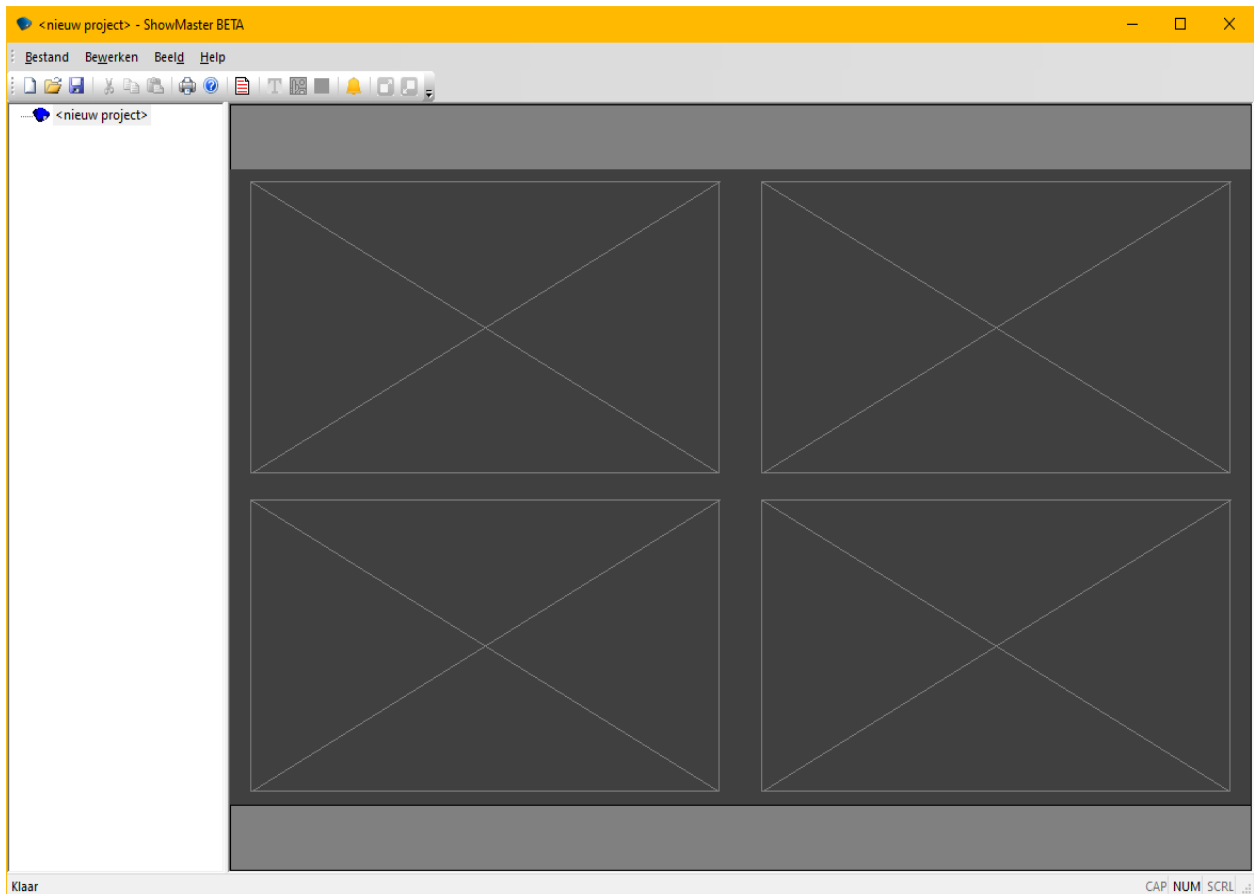 <nieuw project> - ShowMaster BETA
Bestand Bewerken Beeld Help
<nieuw project>
Klaar
CAP NUM SCRL